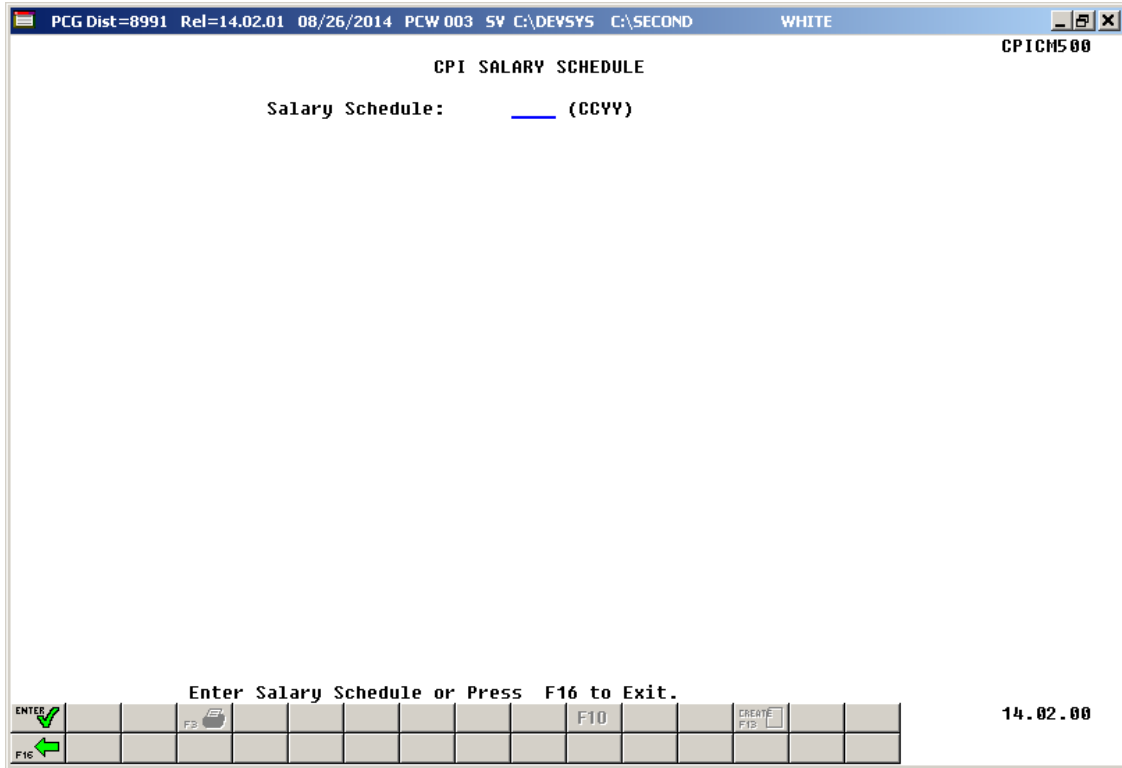 PCG Dist=8991 Rel=14.02.01 08/26/2014 PCW 003 SV C:\DEVSYS C:\SECOND WHITE
CPICM500
CPI SALARY SCHEDULE
Salary Schedule: ____ (CCYY)
Enter Salary Schedule or Press F16 to Exit.
ENTER F3 F10 CREATE F13 14.02.00
F16